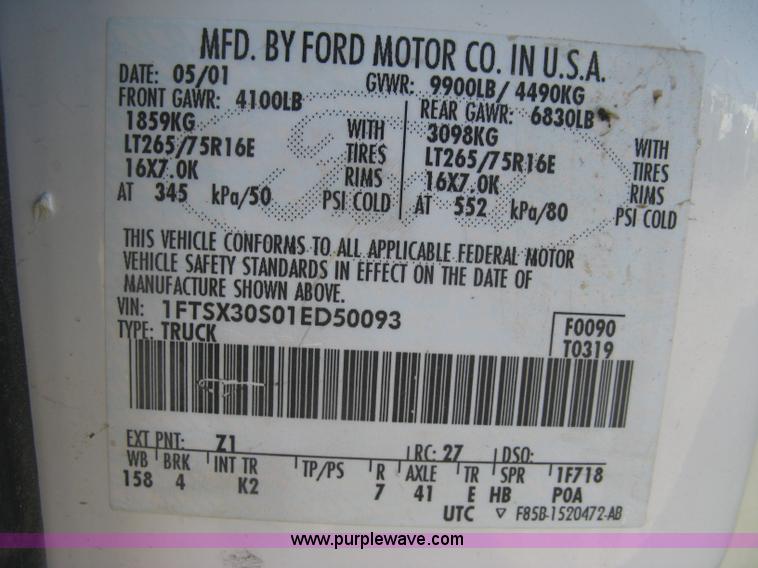 MFD. BY FORD MOTOR CO. IN U.S.A.
DATE: 05/01 GVWR: 9900LB/ 4490KG
FRONT GAWR: 4100LB REAR GAWR: 6830LB
1859KG WITH 3098KG WITH
LT265/75R16E TIRES LT265/75R16E TIRES
16X7.0K RIMS 16X7.0K RIMS
AT 345 kPa/50 PSI COLD AT 552 kPa/80 PSI COLD
THIS VEHICLE CONFORMS TO ALL APPLICABLE FEDERAL MOTOR
VEHICLE SAFETY STANDARDS IN EFFECT ON THE DATE OF
MANUFACTURE SHOWN ABOVE.
VIN: 1FTSX30S01ED50093 F0090
TYPE: TRUCK T0319
EXT PNT: Z1 RC: 27 DSO:
WB BRK INT TR TP/PS R AXLE TR SPR 1F718
158 4 K2 7 41 E HB POA
UTC ▽ F85B-1520472-AB
www.purplewave.com